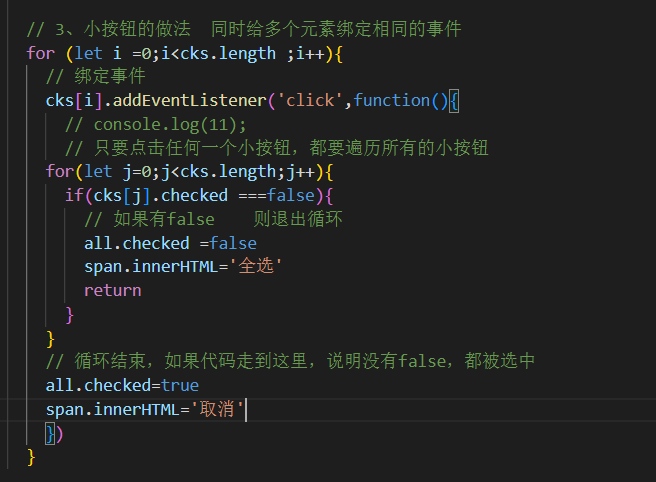 // 3、小按钮的做法  同时给多个元素绑定相同的事件
for (let i =0;i<cks.length ;i++){
  // 绑定事件
  cks[i].addEventListener('click',function(){
    // console.log(11);
    // 只要点击任何一个小按钮，都要遍历所有的小按钮
  for(let j=0;j<cks.length;j++){
    if(cks[j].checked ===false){
      // 如果有false    则退出循环
      all.checked =false
      span.innerHTML='全选'
      return
    }
  }
  // 循环结束，如果代码走到这里，说明没有false，都被选中
  all.checked=true
  span.innerHTML='取消'
  })
}